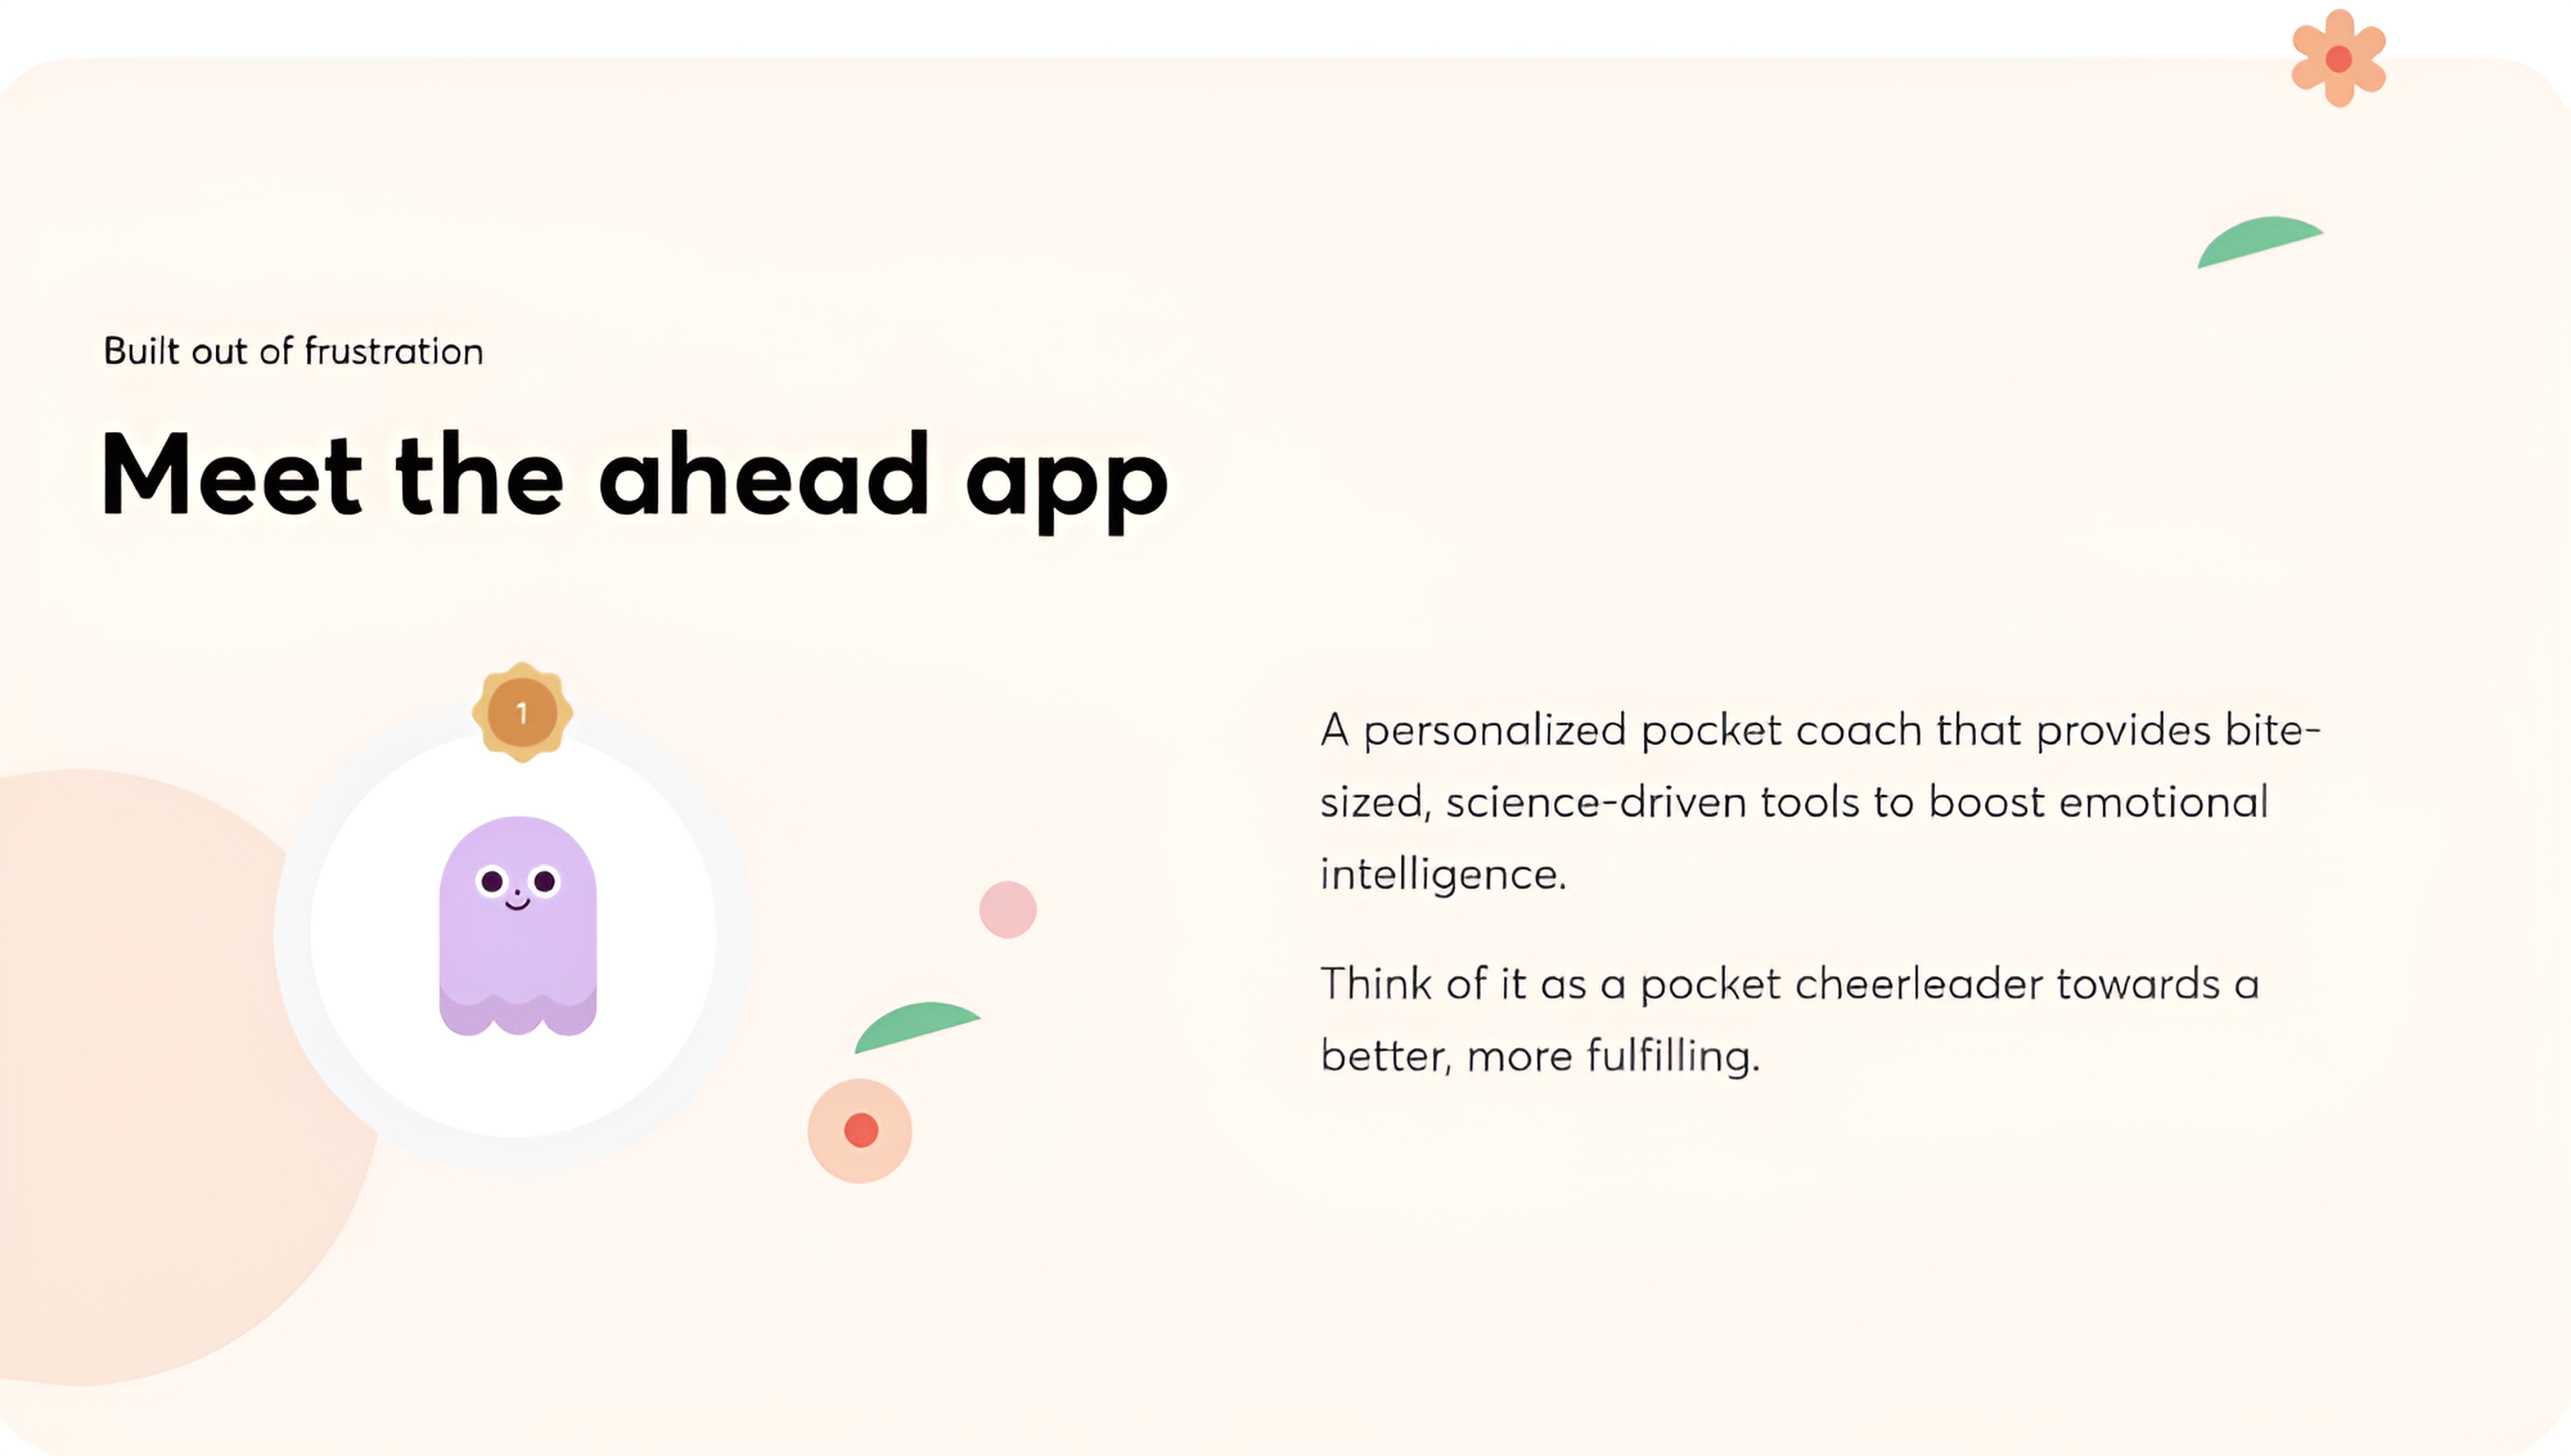 Built out of frustration
Meet the ahead app
1
A personalized pocket coach that provides bite-
sized, science-driven tools to boost emotional
intelligence.
Think of it as a pocket cheerleader towards a
better, more fulfilling.